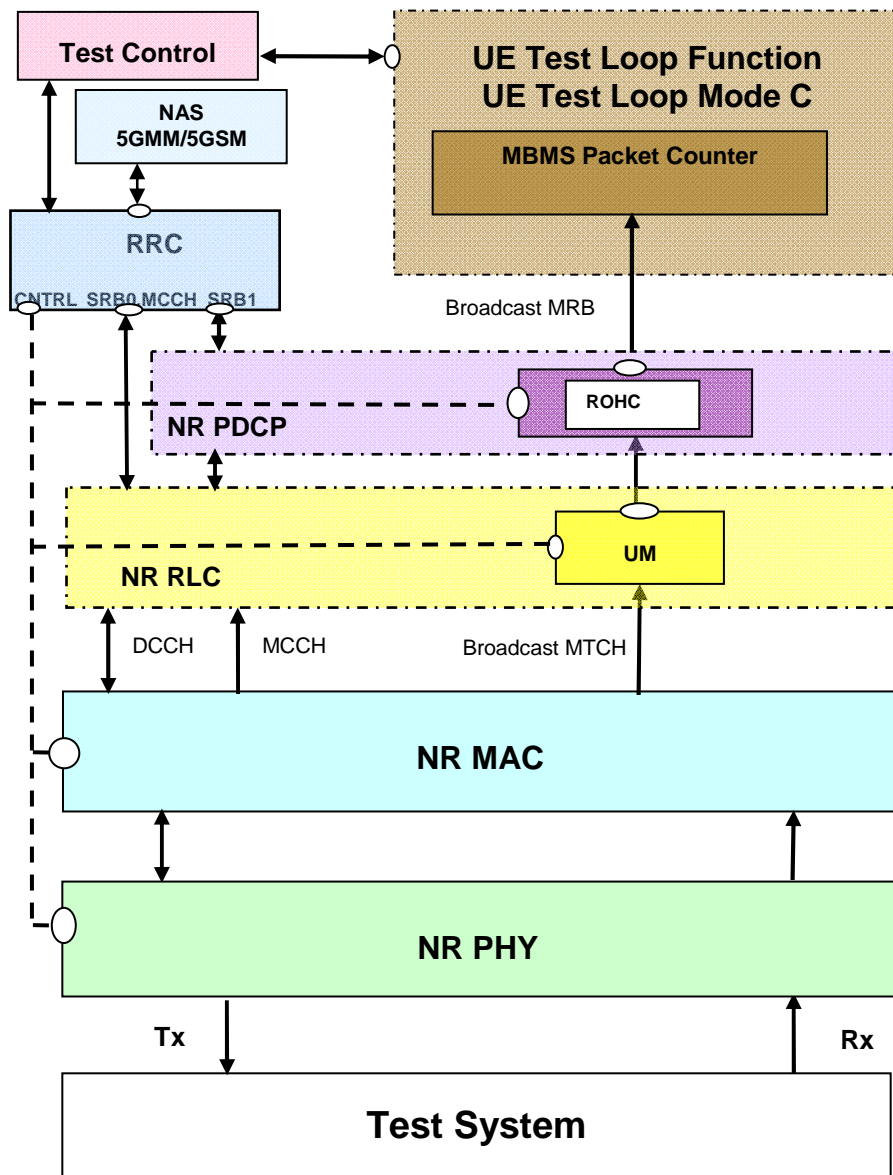 Test Control
UE Test Loop Function
UE Test Loop Mode C
NAS
5GMM/5GSM
MBMS Packet Counter
RRC
CNTRL SRB0,MCCH SRB1
Broadcast MRB
ROHC
NR PDCP
UM
NR RLC
DCCH
MCCH
Broadcast MTCH
NR MAC
NR PHY
Tx
Rx
Test System